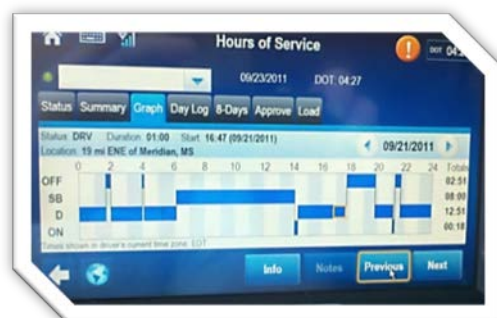 Hours of Service
DOT 04:2
09/23/2011 DOT: 04:27
Status Summary Graph Day Log 8-Days Approve Load
Status: DRV Duration: 01:00 Start: 16:47 (09/21/2011)
Location: 19 mi ENE of Meridian, MS
09/21/2011
0 2 4 6 8 10 12 14 16 18 20 22 24 Totals
OFF 02:51
SB 08:00
D 12:51
ON 00:18
Times shown in driver's current time zone: EDT
Info Notes Previous Next